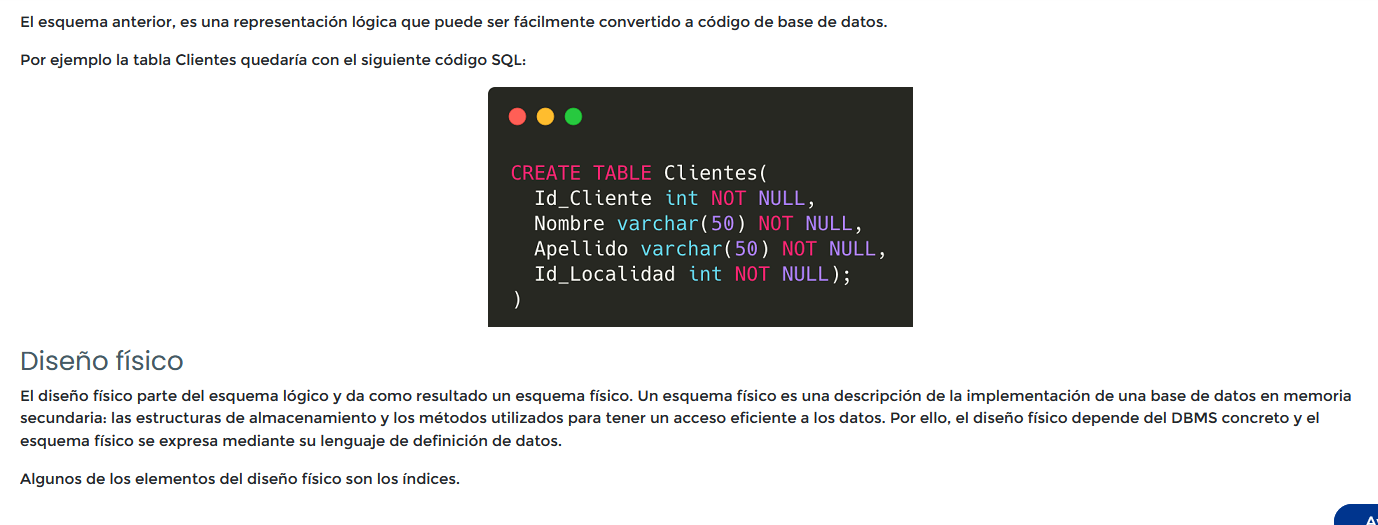 El esquema anterior, es una representación lógica que puede ser fácilmente convertido a código de base de datos.
Por ejemplo la tabla Clientes quedaría con el siguiente código SQL:
CREATE TABLE Clientes(
  Id_Cliente int NOT NULL,
  Nombre varchar(50) NOT NULL,
  Apellido varchar(50) NOT NULL,
  Id_Localidad int NOT NULL);
)
Diseño físico
El diseño físico parte del esquema lógico y da como resultado un esquema físico. Un esquema físico es una descripción de la implementación de una base de datos en memoria
secundaria: las estructuras de almacenamiento y los métodos utilizados para tener un acceso eficiente a los datos. Por ello, el diseño físico depende del DBMS concreto y el
esquema físico se expresa mediante su lenguaje de definición de datos.
Algunos de los elementos del diseño físico son los índices.